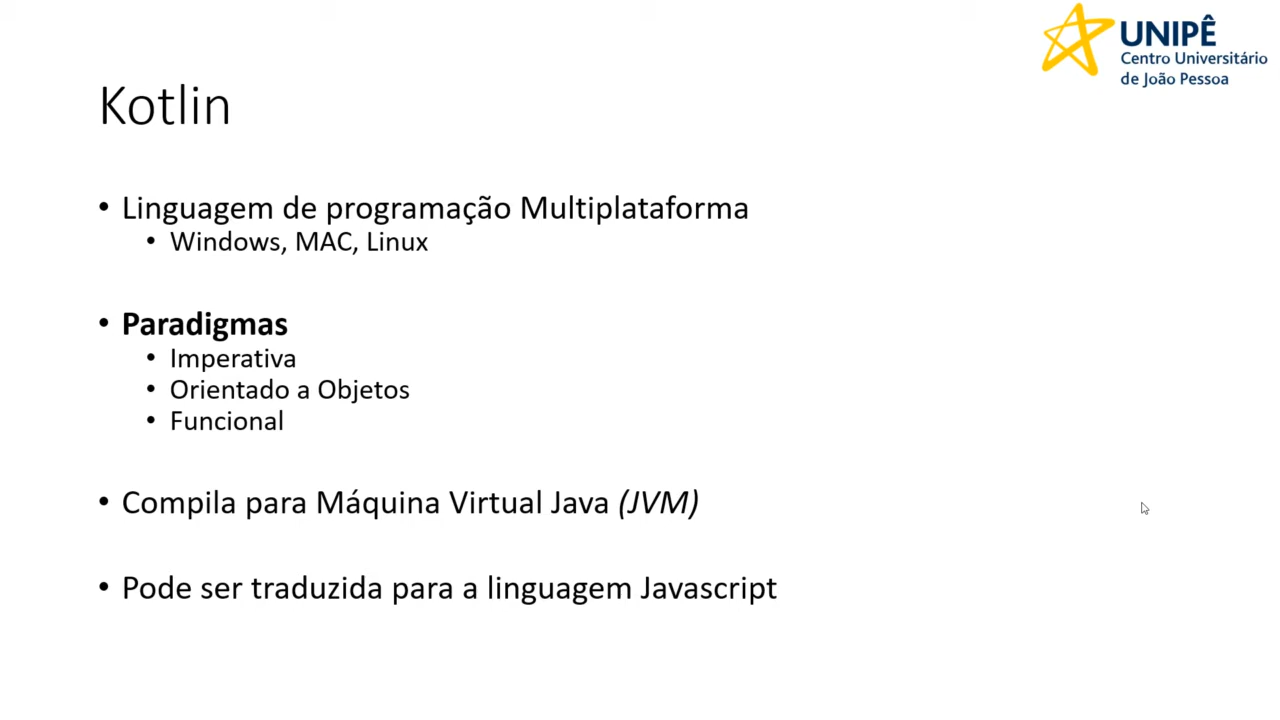 UNIPÊ
Centro Universitário
de João Pessoa
Kotlin
• Linguagem de programação Multiplataforma
• Windows, MAC, Linux
• Paradigmas
• Imperativa
• Orientado a Objetos
• Funcional
• Compila para Máquina Virtual Java (JVM)
• Pode ser traduzida para a linguagem Javascript